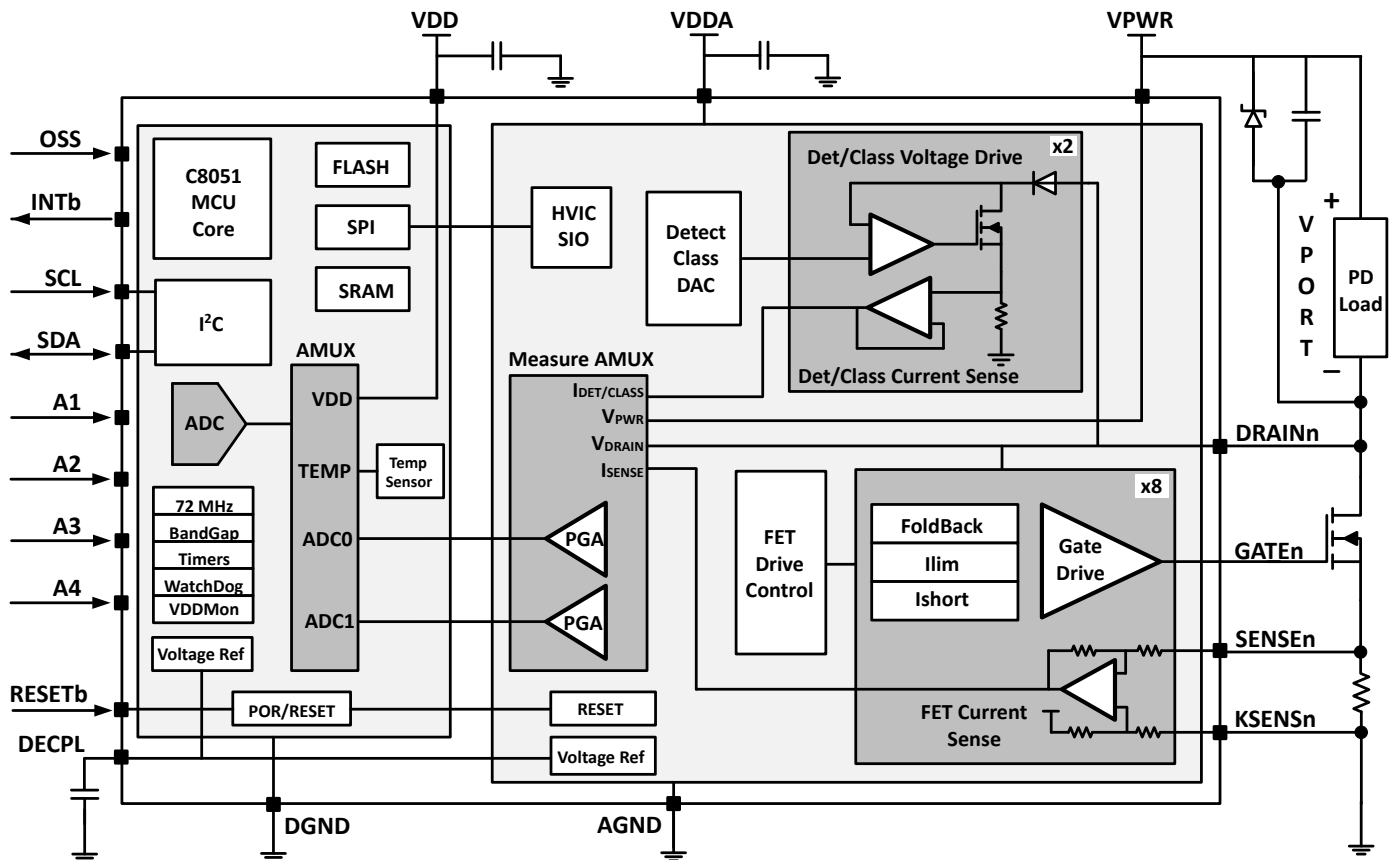 VDD
VDDA
VPWR
OSS
INTb
SCL
SDA
A1
A2
A3
A4
RESETb
DECPL
C8051
MCU
Core
FLASH
SPI
SRAM
I²C
AMUX
VDD
TEMP
ADC0
ADC1
ADC
Temp
Sensor
72 MHz
BandGap
Timers
WatchDog
VDDMon
Voltage Ref
POR/RESET
HVIC
SIO
Detect
Class
DAC
x2
Det/Class Voltage Drive
Det/Class Current Sense
Measure AMUX
IDET/CLASS
VPWR
VDRAIN
ISENSE
PGA
PGA
RESET
Voltage Ref
FET
Drive
Control
x8
FoldBack
Ilim
Ishort
Gate
Drive
FET Current
Sense
+
VPORT
–
PD
Load
DRAINn
GATEn
SENSEn
KSENSn
DGND
AGND